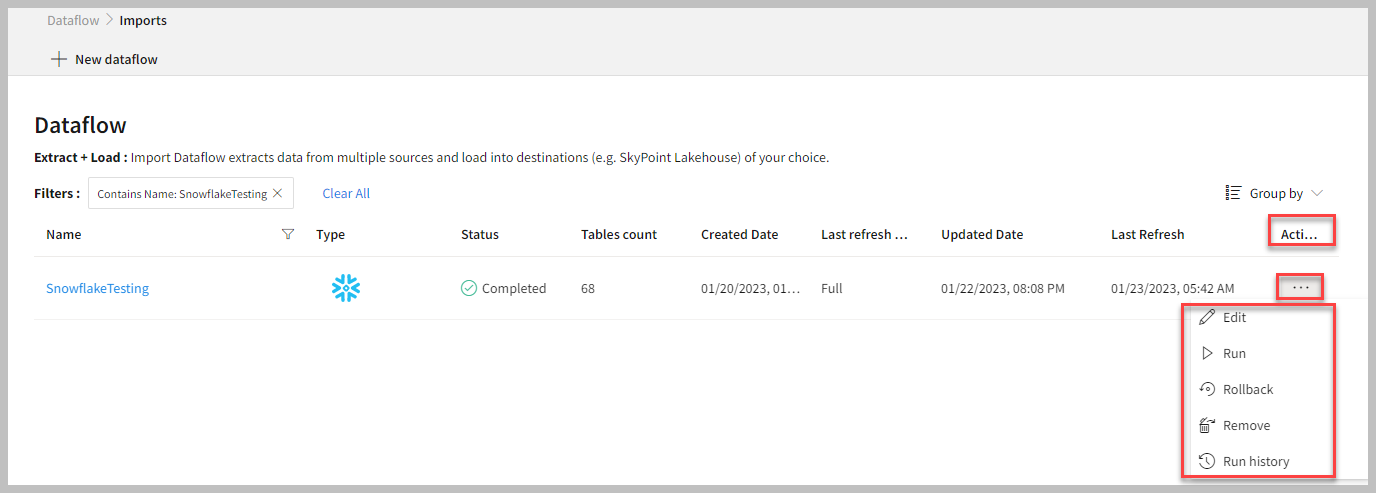 Dataflow > Imports
New dataflow
Dataflow
Extract + Load : Import Dataflow extracts data from multiple sources and load into destinations (e.g. SkyPoint Lakehouse) of your choice.
Filters : Contains Name: SnowflakeTesting × Clear All Group by
Name Type Status Tables count Created Date Last refresh ... Updated Date Last Refresh Acti...
SnowflakeTesting Completed 68 01/20/2023, 01... Full 01/22/2023, 08:08 PM 01/23/2023, 05:42 AM ...
Edit
Run
Rollback
Remove
Run history